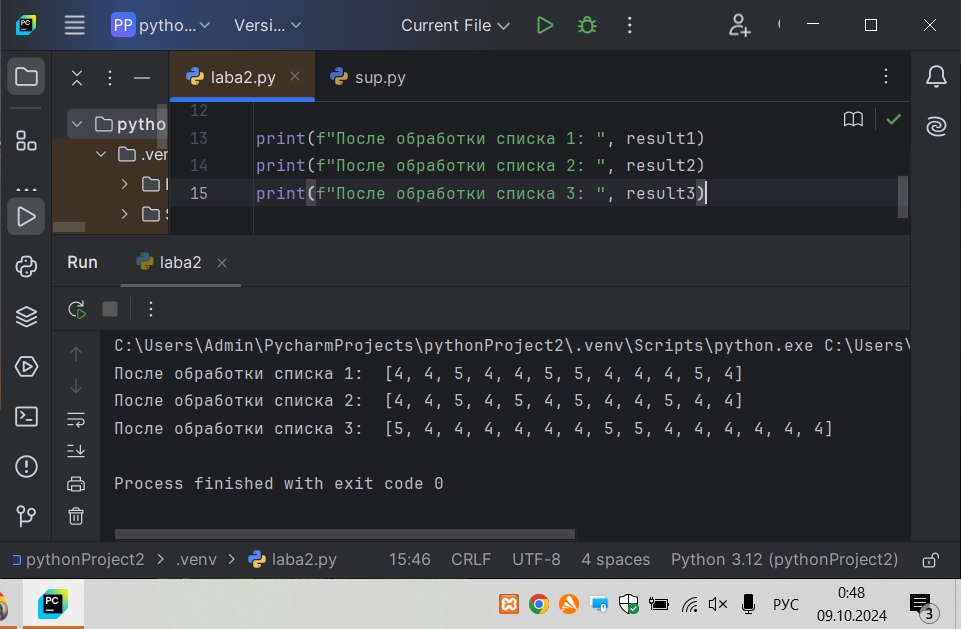 PC PP pytho... Versi... Current File
laba2.py sup.py
12
pytho
.ver
13 print(f"После обработки списка 1: ", result1)
14 print(f"После обработки списка 2: ", result2)
15 print(f"После обработки списка 3: ", result3)
Run laba2
C:\Users\Admin\PycharmProjects\pythonProject2\.venv\Scripts\python.exe C:\Users\
После обработки списка 1:  [4, 4, 5, 4, 4, 5, 5, 4, 4, 4, 5, 4]
После обработки списка 2:  [4, 4, 5, 4, 5, 4, 5, 4, 4, 5, 4, 4]
После обработки списка 3:  [5, 4, 4, 4, 4, 4, 4, 5, 5, 4, 4, 4, 4, 4, 4]
Process finished with exit code 0
pythonProject2 > .venv > laba2.py 15:46 CRLF UTF-8 4 spaces Python 3.12 (pythonProject2)
PC РУС 0:48
09.10.2024 3